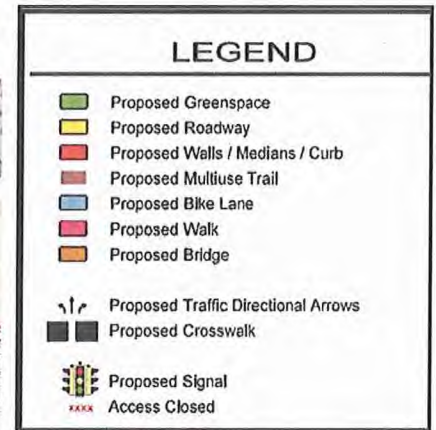 LEGEND
Proposed Greenspace
Proposed Roadway
Proposed Walls / Medians / Curb
Proposed Multiuse Trail
Proposed Bike Lane
Proposed Walk
Proposed Bridge
Proposed Traffic Directional Arrows
Proposed Crosswalk
Proposed Signal
xxxx Access Closed